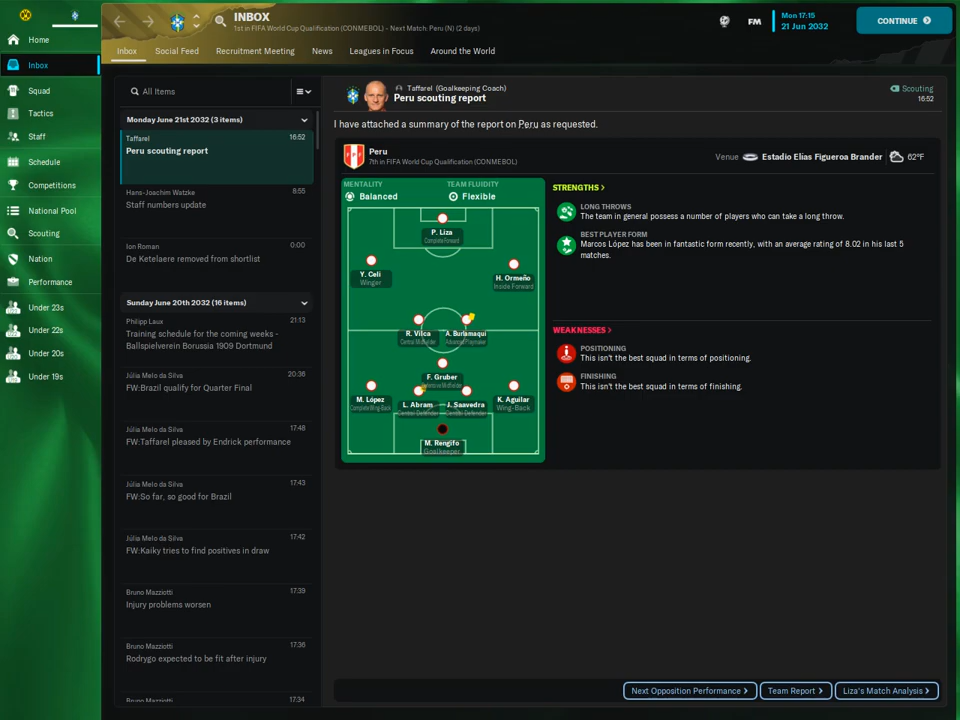 INBOX
1st in FIFA World Cup Qualification (CONMEBOL) - Next Match: Peru (N) (2 days)
FM
Mon 17:15
21 Jun 2032
CONTINUE
Home
Inbox
Squad
Tactics
Staff
Schedule
Competitions
National Pool
Scouting
Nation
Performance
Under 23s
Under 22s
Under 20s
Under 19s
Inbox Social Feed Recruitment Meeting News Leagues in Focus Around the World
All Items
Monday June 21st 2032 (3 items)
Taffarel 16:52
Peru scouting report
Hans-Joachim Watzke 8:55
Staff numbers update
Ion Roman 0:00
De Ketelaere removed from shortlist
Sunday June 20th 2032 (16 items)
Philipp Laux 21:13
Training schedule for the coming weeks -
Ballspielverein Borussia 1909 Dortmund
Júlia Melo da Silva 20:36
FW:Brazil qualify for Quarter Final
Júlia Melo da Silva 17:48
FW:Taffarel pleased by Endrick performance
Júlia Melo da Silva 17:43
FW:So far, so good for Brazil
Júlia Melo da Silva 17:42
FW:Kaiky tries to find positives in draw
Bruno Mazziotti 17:39
Injury problems worsen
Bruno Mazziotti 17:36
Rodrygo expected to be fit after injury
Bruno Mazziotti 17:34
Taffarel (Goalkeeping Coach)
Peru scouting report
Scouting
16:52
I have attached a summary of the report on Peru as requested.
Peru
7th in FIFA World Cup Qualification (CONMEBOL)
Venue Estadio Elías Figueroa Brander 62°F
MENTALITY
Balanced
TEAM FLUIDITY
Flexible
P. Liza
Complete Forward
Y. Celi
Winger
H. Ormeño
Inside Forward
R. Vilca
Central Midfielder
A. Burlamaqui
Advanced Playmaker
F. Gruber
Defensive Midfielder
M. López
Complete Wing-Back
L. Abram
Central Defender
J. Saavedra
Central Defender
K. Aguilar
Wing-Back
M. Rengifo
Goalkeeper
STRENGTHS >
LONG THROWS
The team in general possess a number of players who can take a long throw.
BEST PLAYER FORM
Marcos López has been in fantastic form recently, with an average rating of 8.02 in his last 5
matches.
WEAKNESSES >
POSITIONING
This isn't the best squad in terms of positioning.
FINISHING
This isn't the best squad in terms of finishing.
Next Opposition Performance > Team Report > Liza's Match Analysis >